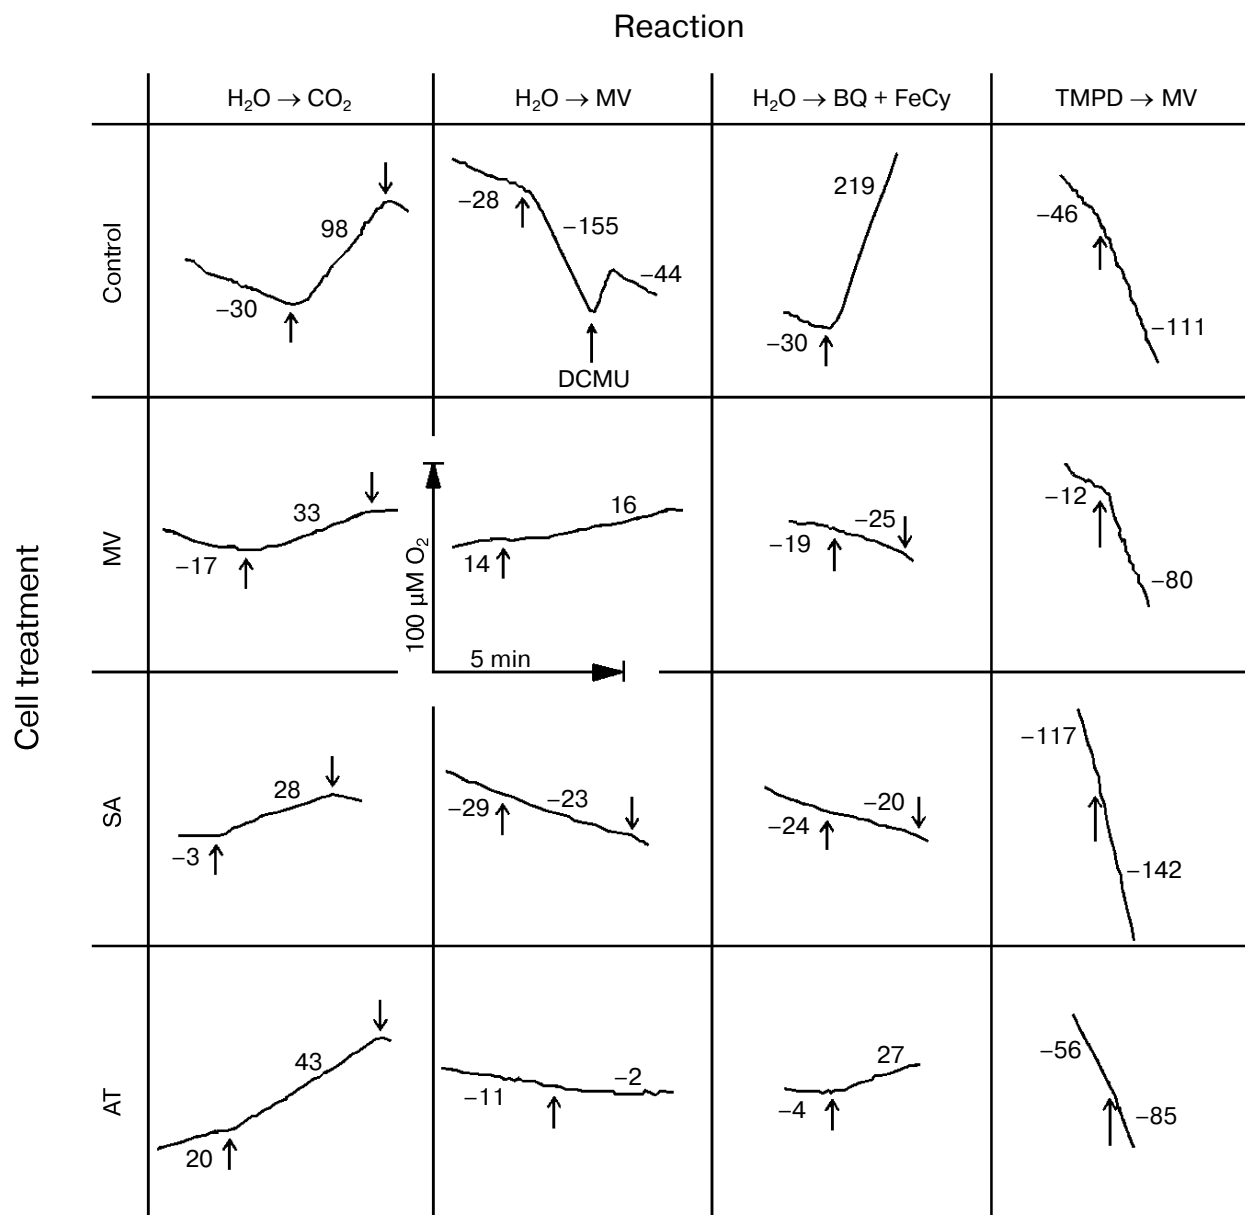 Reaction
H₂O → CO₂
H₂O → MV
H₂O → BQ + FeCy
TMPD → MV
Cell treatment
Control
−30
98
−28
−155
−44
DCMU
−30
219
−46
−111
MV
−17
33
100 μM O₂
5 min
14
16
−19
−25
−12
−80
SA
−3
28
−29
−23
−24
−20
−117
−142
AT
20
43
−11
−2
−4
27
−56
−85